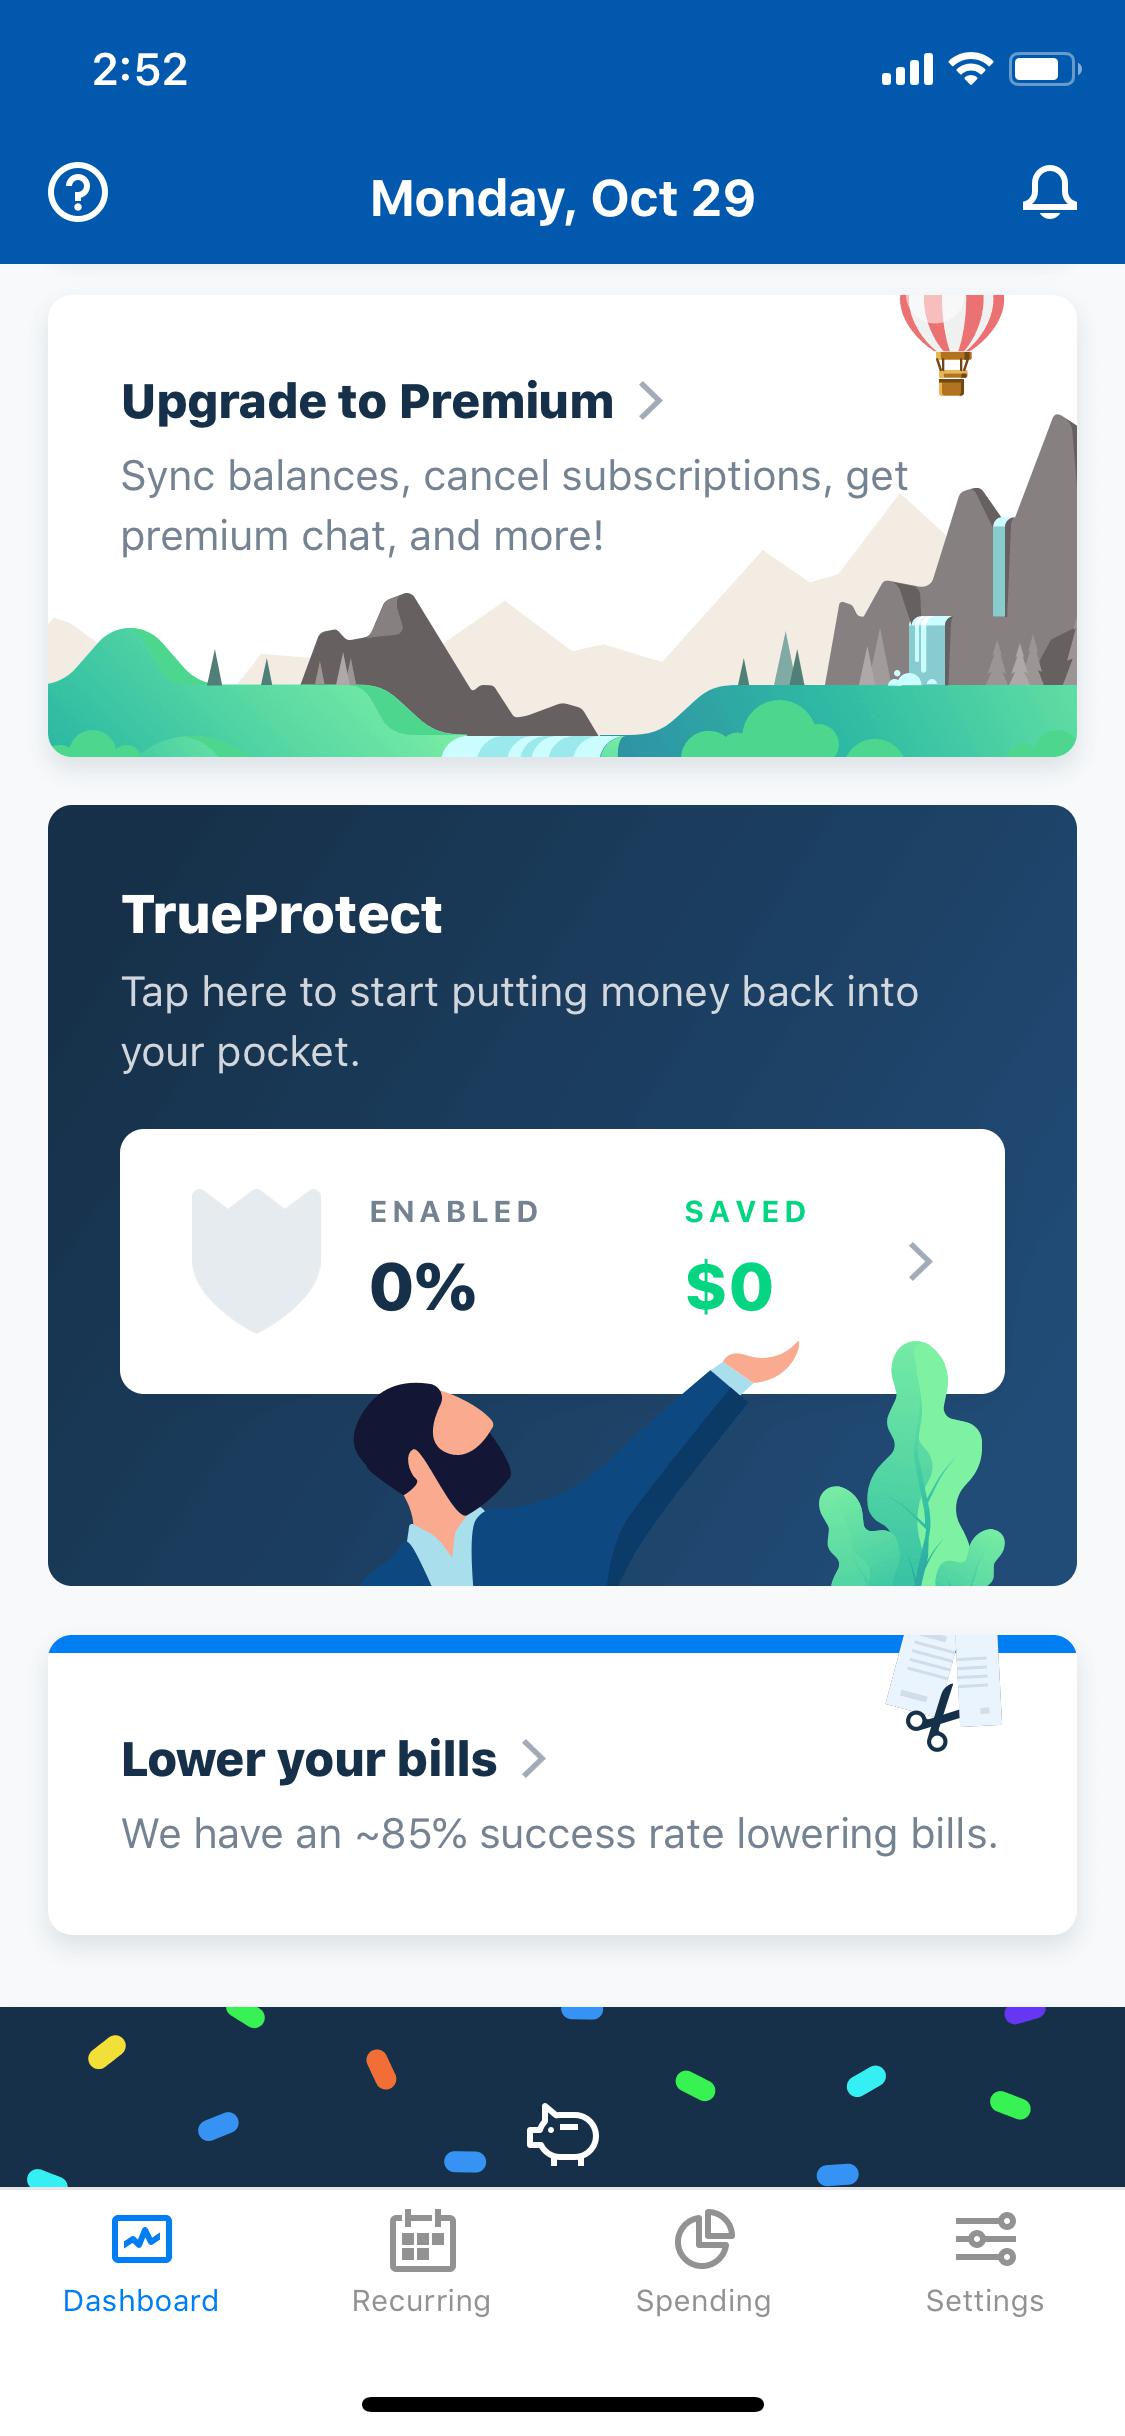 2:52
Monday, Oct 29
Upgrade to Premium
Sync balances, cancel subscriptions, get
premium chat, and more!
TrueProtect
Tap here to start putting money back into
your pocket.
ENABLED SAVED
0% $0
Lower your bills
We have an ~85% success rate lowering bills.
Dashboard Recurring Spending Settings